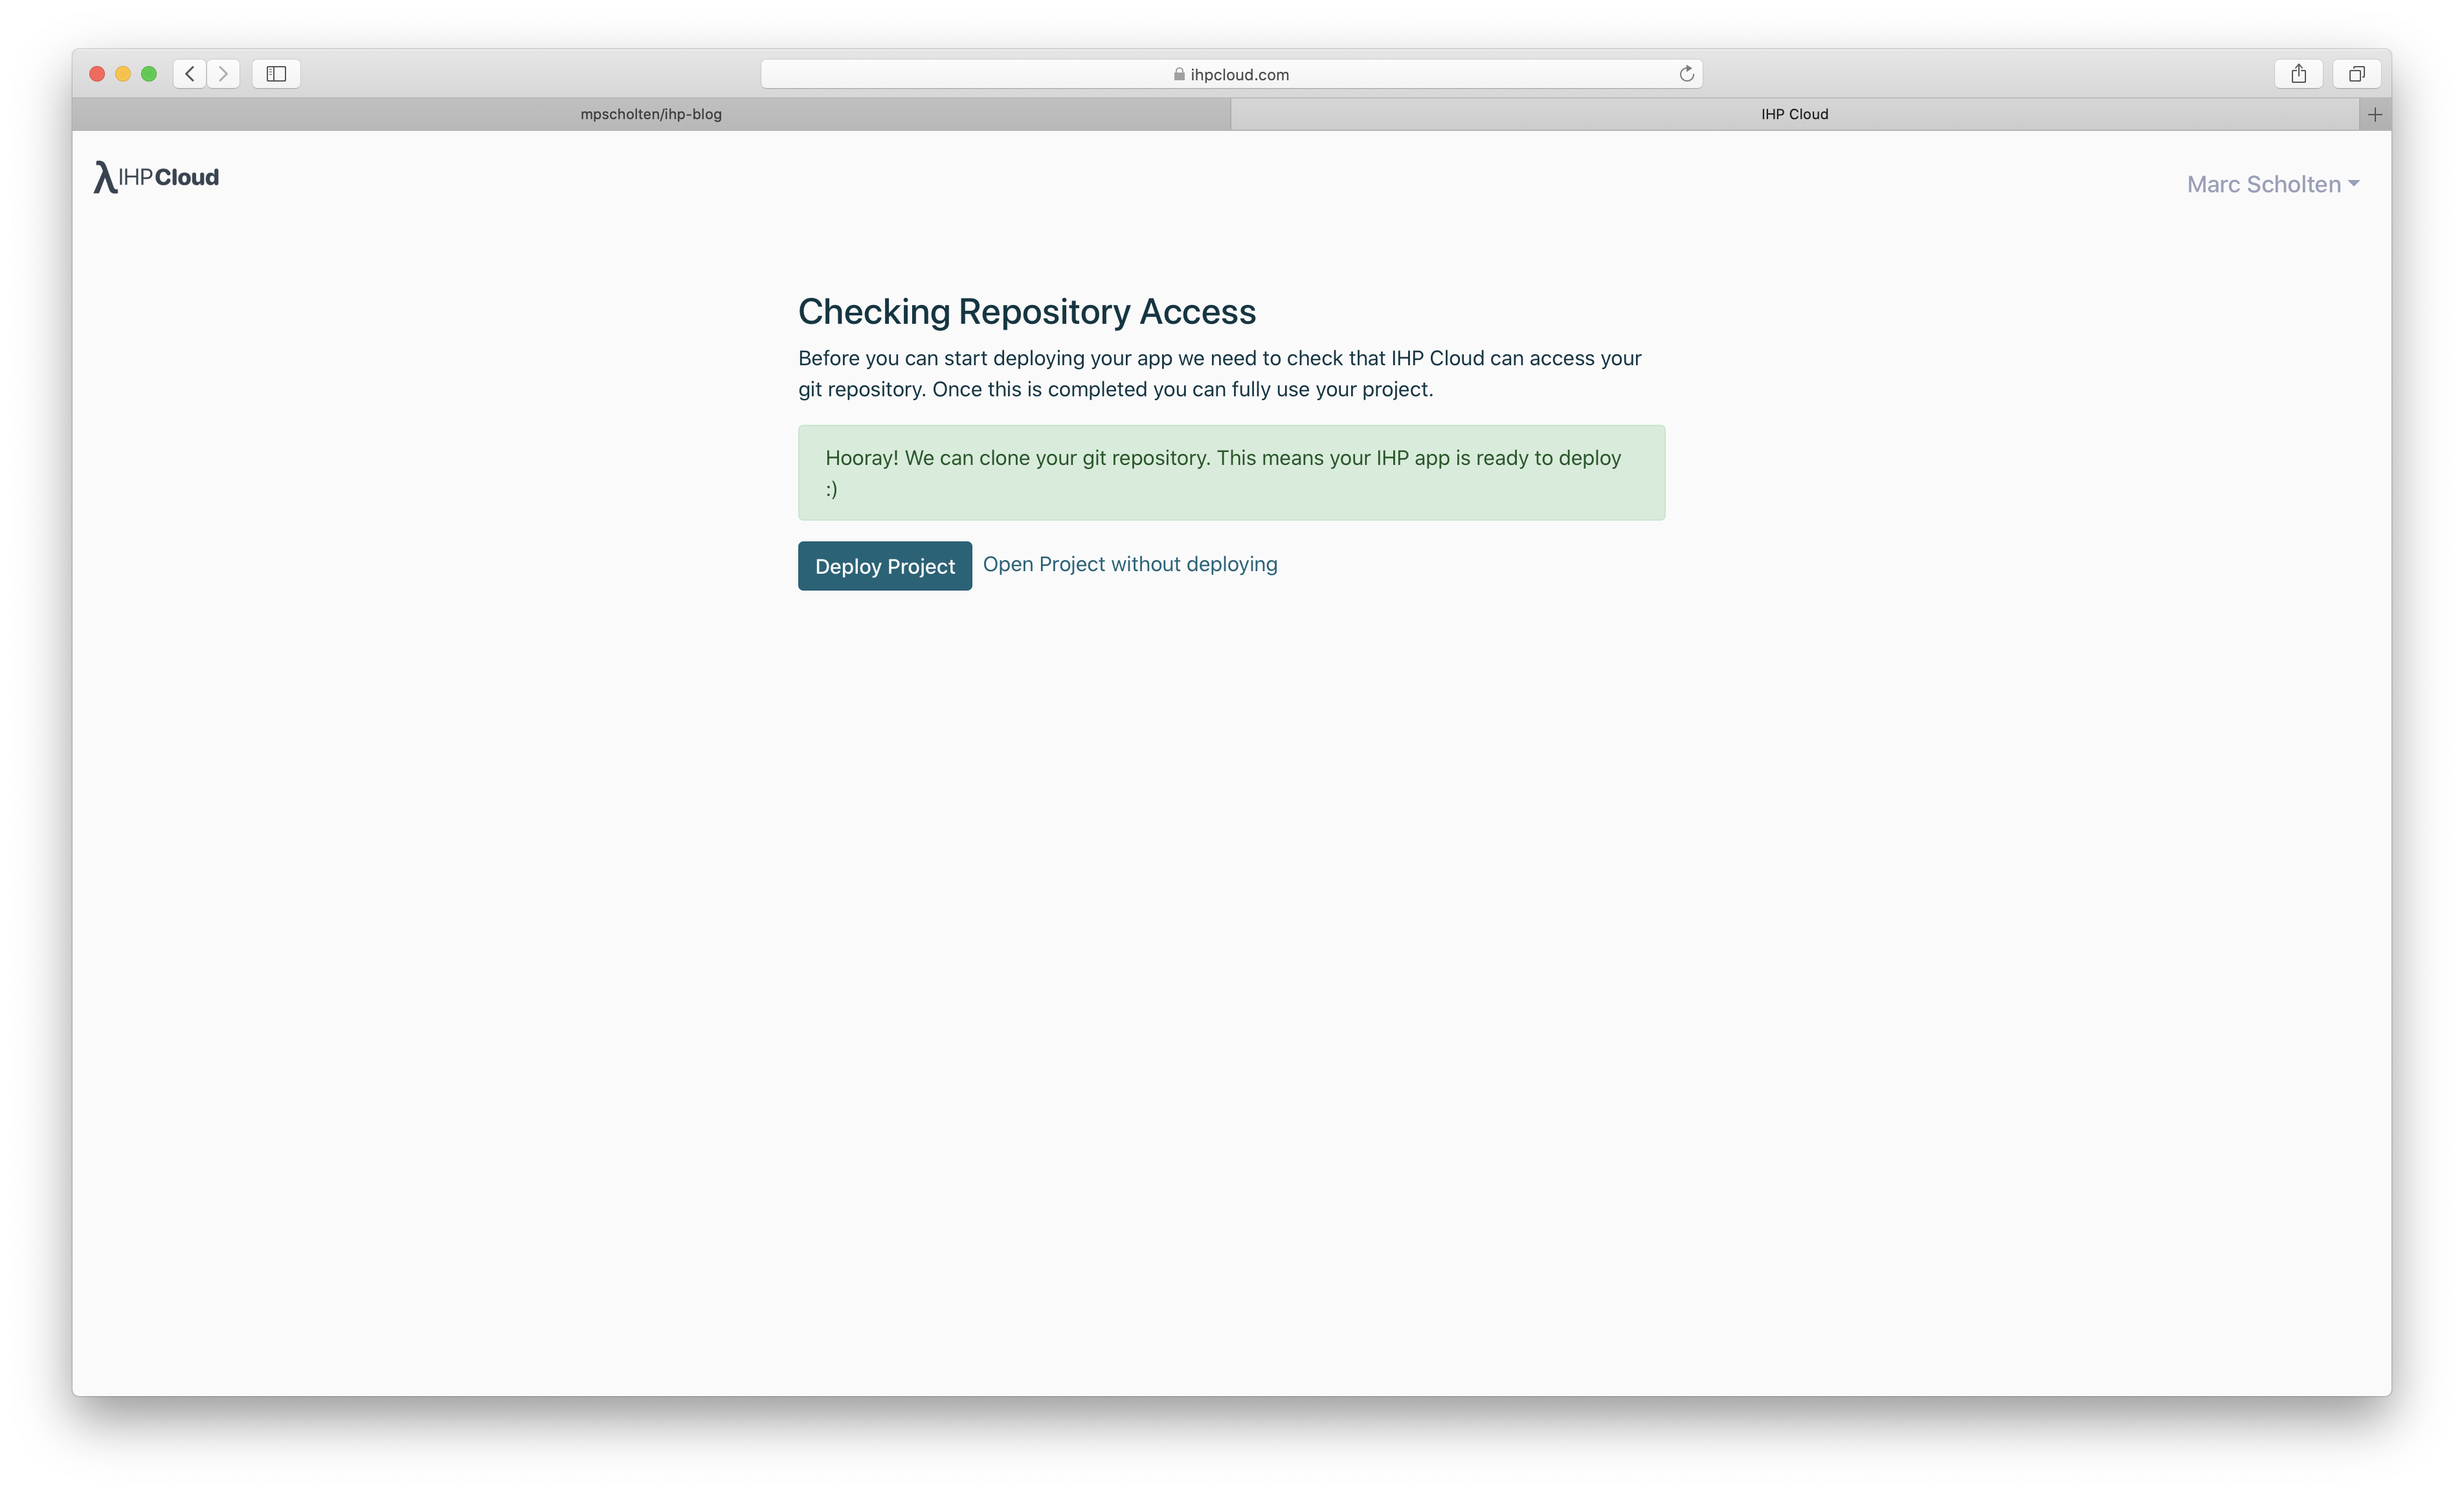 ihpcloud.com
mpscholten/ihp-blog
IHP Cloud
λIHPCloud
Marc Scholten
Checking Repository Access
Before you can start deploying your app we need to check that IHP Cloud can access your
git repository. Once this is completed you can fully use your project.
Hooray! We can clone your git repository. This means your IHP app is ready to deploy
:)
Deploy Project
Open Project without deploying